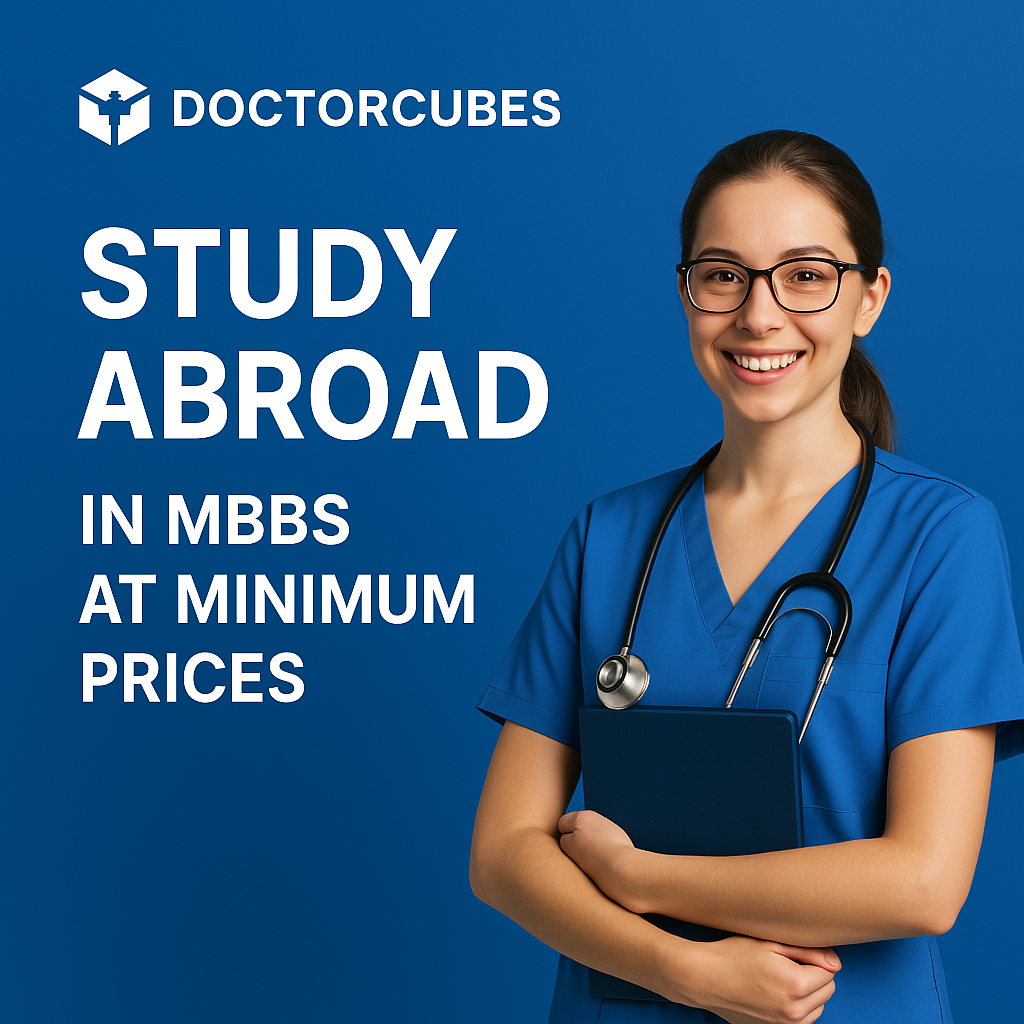 DOCTORCUBES
STUDY
ABROAD
IN MBBS
AT MINIMUM
PRICES